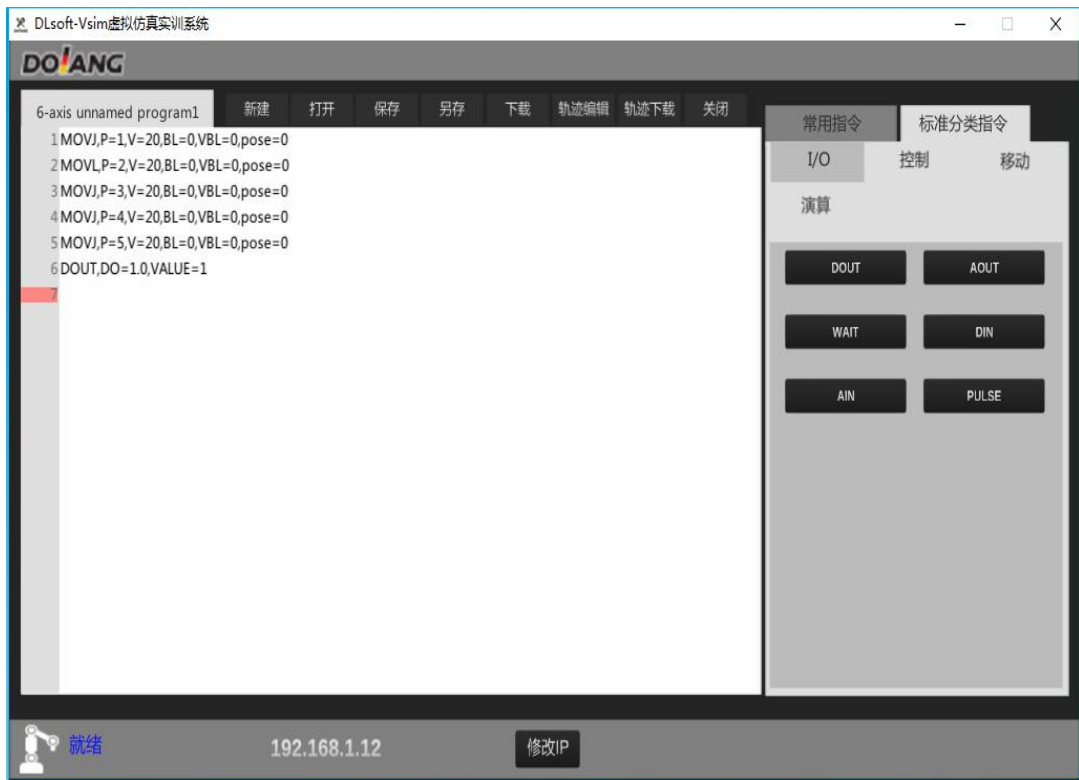 DLsoft-Vsim虚拟仿真实训系统
DOLANG
6-axis unnamed program1 新建 打开 保存 另存 下载 轨迹编辑 轨迹下载 关闭
常用指令 标准分类指令
I/O 控制 移动
演算
1 MOVJ,P=1,V=20,BL=0,VBL=0,pose=0
2 MOVL,P=2,V=20,BL=0,VBL=0,pose=0
3 MOVJ,P=3,V=20,BL=0,VBL=0,pose=0
4 MOVJ,P=4,V=20,BL=0,VBL=0,pose=0
5 MOVJ,P=5,V=20,BL=0,VBL=0,pose=0
6 DOUT,DO=1.0,VALUE=1
7
DOUT AOUT
WAIT DIN
AIN PULSE
就绪 192.168.1.12 修改IP